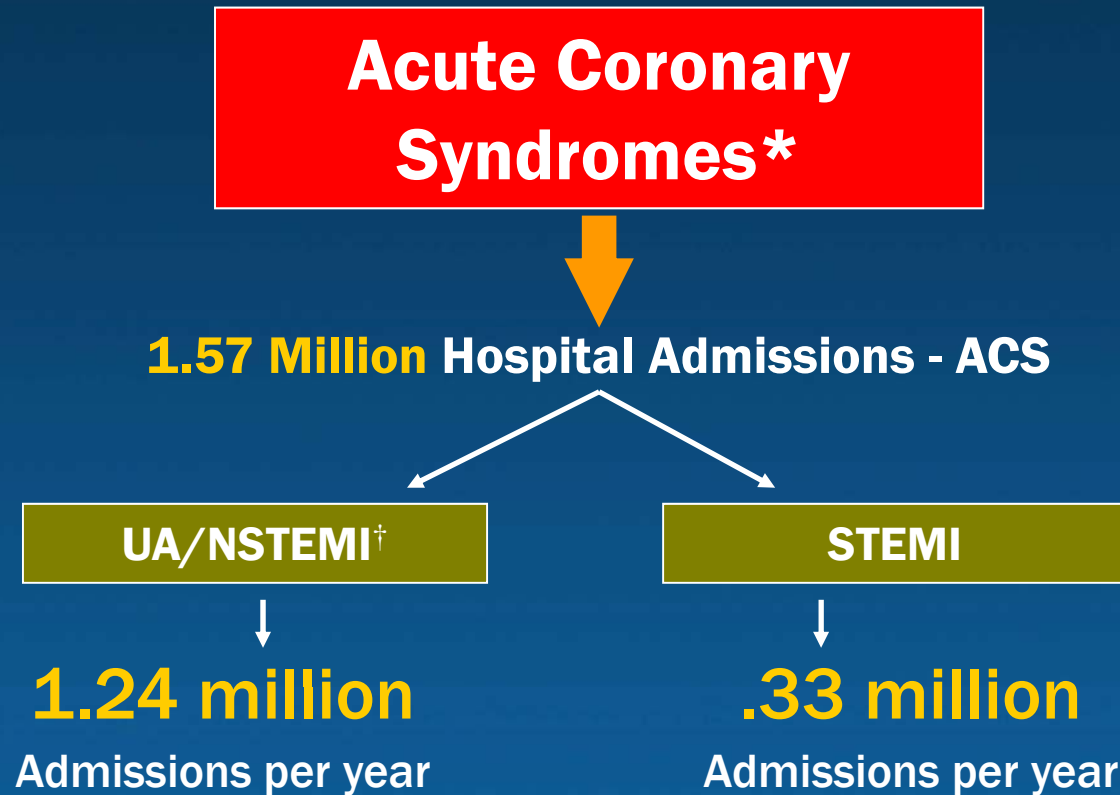 Acute Coronary
Syndromes*
1.57 Million Hospital Admissions - ACS
UA/NSTEMI†
STEMI
1.24 million
.33 million
Admissions per year
Admissions per year